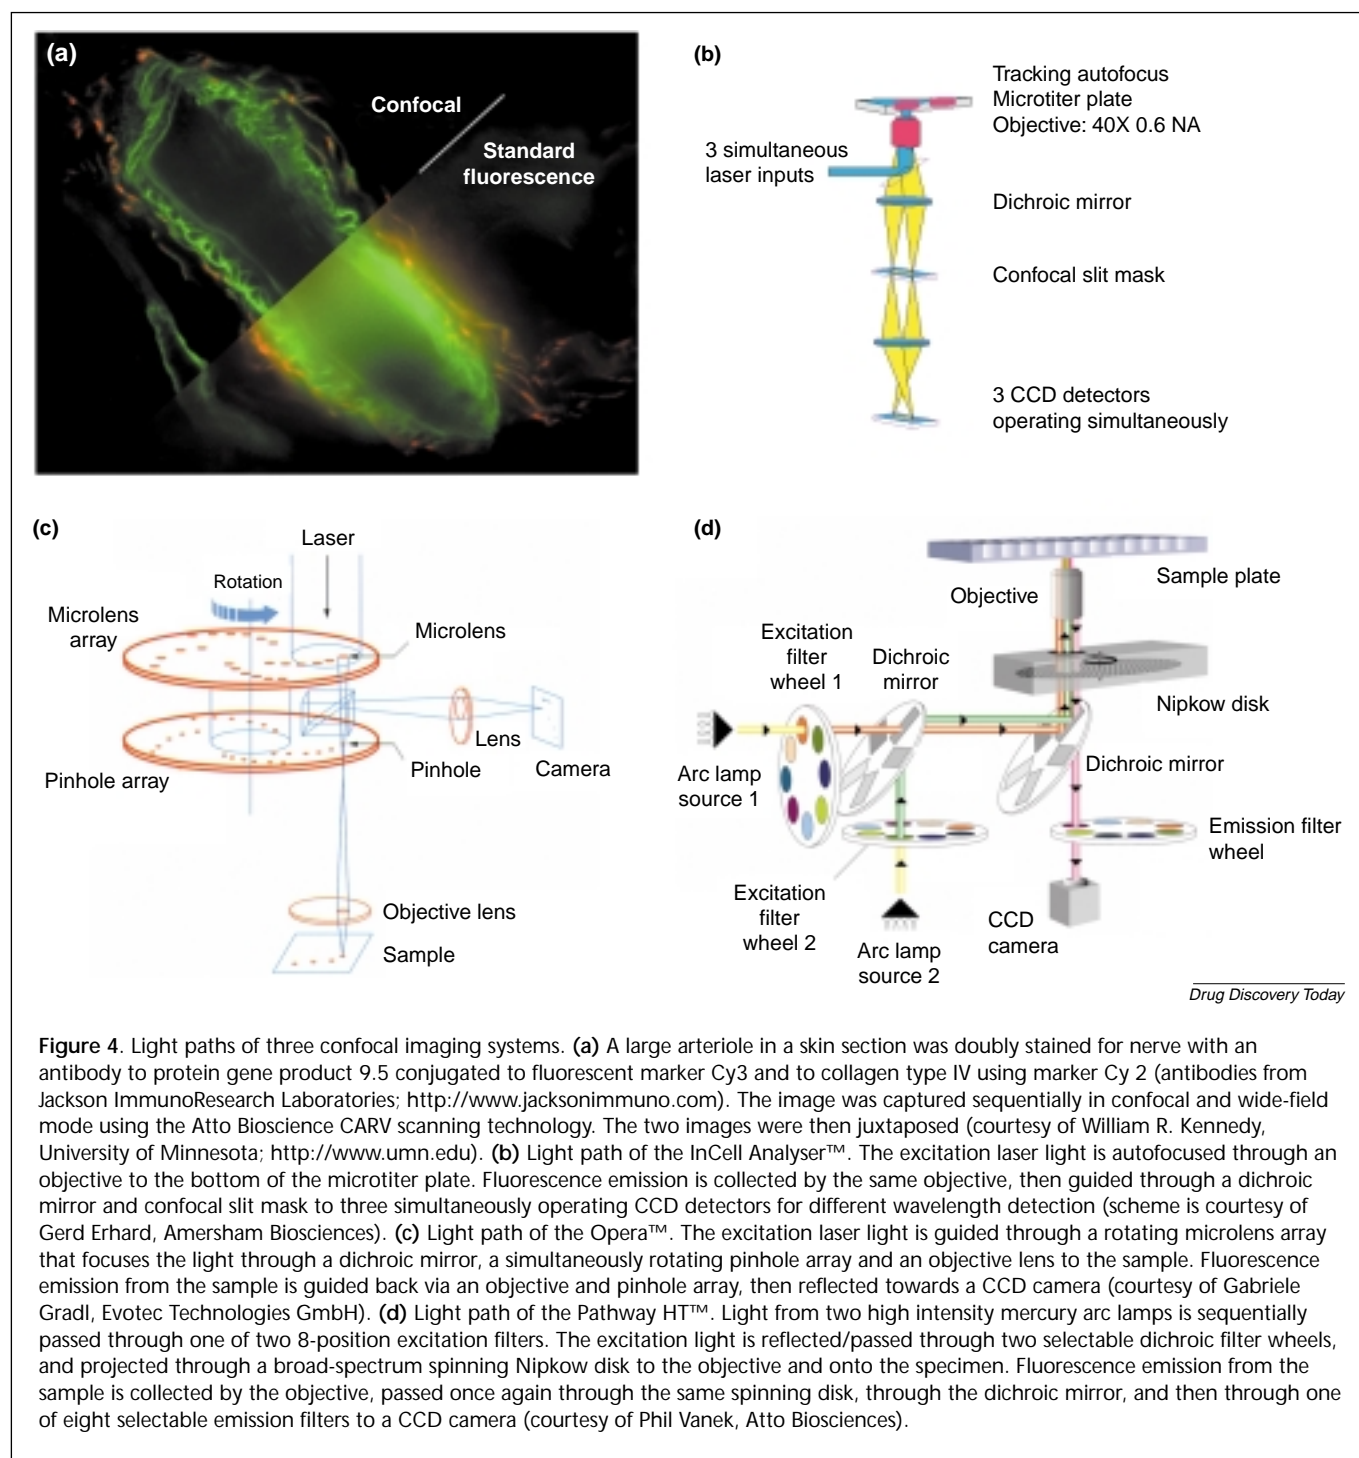 (a)
Confocal
Standard
fluorescence
(b)
Tracking autofocus
Microtiter plate
Objective: 40X 0.6 NA
3 simultaneous
laser inputs
Dichroic mirror
Confocal slit mask
3 CCD detectors
operating simultaneously
(c)
Laser
Rotation
Microlens
array
Microlens
Lens
Pinhole
Camera
Pinhole array
Objective lens
Sample
(d)
Sample plate
Objective
Excitation
filter
wheel 1
Dichroic
mirror
Nipkow disk
Arc lamp
source 1
Dichroic mirror
Emission filter
wheel
Excitation
filter
wheel 2
Arc lamp
source 2
CCD
camera
Drug Discovery Today
Figure 4. Light paths of three confocal imaging systems. (a) A large arteriole in a skin section was doubly stained for nerve with an
antibody to protein gene product 9.5 conjugated to fluorescent marker Cy3 and to collagen type IV using marker Cy 2 (antibodies from
Jackson ImmunoResearch Laboratories; http://www.jacksonimmuno.com). The image was captured sequentially in confocal and wide-field
mode using the Atto Bioscience CARV scanning technology. The two images were then juxtaposed (courtesy of William R. Kennedy,
University of Minnesota; http://www.umn.edu). (b) Light path of the InCell Analyser™. The excitation laser light is autofocused through an
objective to the bottom of the microtiter plate. Fluorescence emission is collected by the same objective, then guided through a dichroic
mirror and confocal slit mask to three simultaneously operating CCD detectors for different wavelength detection (scheme is courtesy of
Gerd Erhard, Amersham Biosciences). (c) Light path of the Opera™. The excitation laser light is guided through a rotating microlens array
that focuses the light through a dichroic mirror, a simultaneously rotating pinhole array and an objective lens to the sample. Fluorescence
emission from the sample is guided back via an objective and pinhole array, then reflected towards a CCD camera (courtesy of Gabriele
Gradl, Evotec Technologies GmbH). (d) Light path of the Pathway HT™. Light from two high intensity mercury arc lamps is sequentially
passed through one of two 8-position excitation filters. The excitation light is reflected/passed through two selectable dichroic filter wheels,
and projected through a broad-spectrum spinning Nipkow disk to the objective and onto the specimen. Fluorescence emission from the
sample is collected by the objective, passed once again through the same spinning disk, through the dichroic mirror, and then through one
of eight selectable emission filters to a CCD camera (courtesy of Phil Vanek, Atto Biosciences).